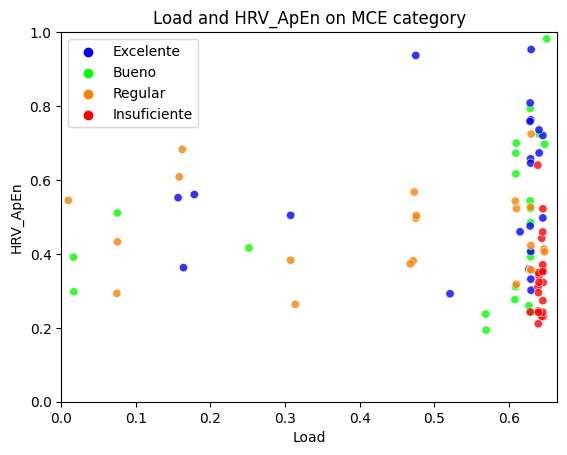 Load and HRV_ApEn on MCE category
Excelente
Bueno
Regular
Insuficiente
1.0
0.8
0.6
0.4
0.2
0.0
HRV_ApEn
0.0 0.1 0.2 0.3 0.4 0.5 0.6
Load